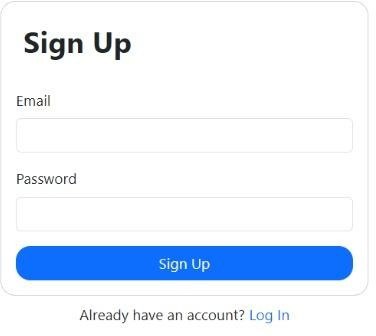 Sign Up
Email
Password
Sign Up
Already have an account? Log In